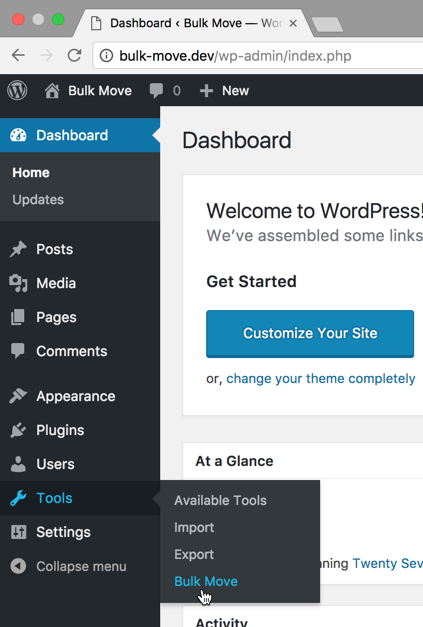 Dashboard ‹ Bulk Move — Wor
bulk-move.dev/wp-admin/index.php
Bulk Move 0 New
Dashboard
Home
Updates
Posts
Media
Pages
Comments
Appearance
Plugins
Users
Tools
Settings
Collapse menu
Dashboard
Welcome to WordPress!
We’ve assembled some links
Get Started
Customize Your Site
or, change your theme completely
At a Glance
Available Tools
Import
Export
Bulk Move
nning Twenty Sev
Activity